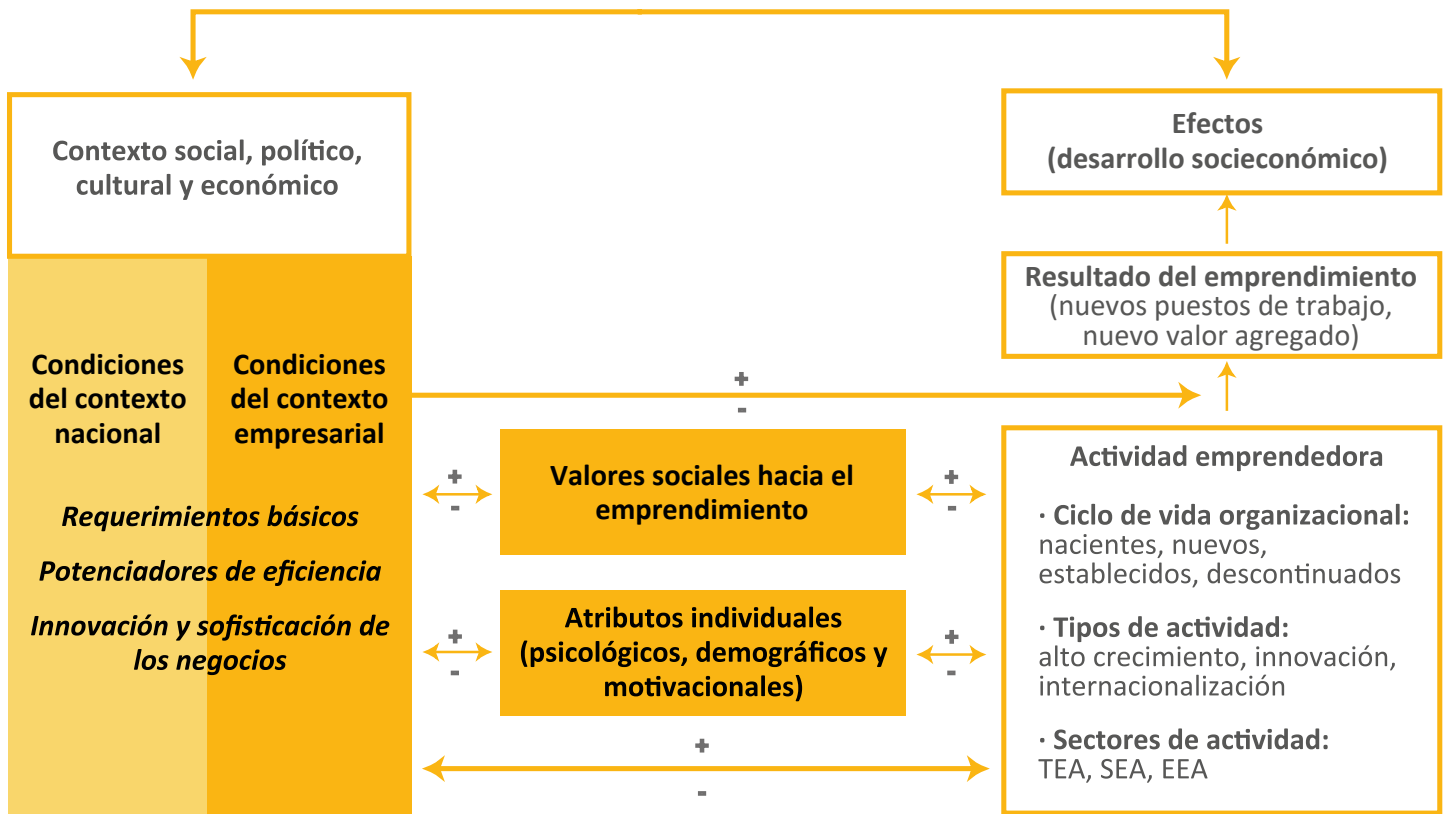 Contexto social, político,
cultural y económico
Condiciones
del contexto
nacional
Condiciones
del contexto
empresarial
Requerimientos básicos
Potenciadores de eficiencia
Innovación y sofisticación de
los negocios
+
-
+
-
Valores sociales hacia el
emprendimiento
+
-
+
-
Atributos individuales
(psicológicos, demográficos y
motivacionales)
+
-
+
-
Efectos
(desarrollo socieconómico)
Resultado del emprendimiento
(nuevos puestos de trabajo,
nuevo valor agregado)
Actividad emprendedora
· Ciclo de vida organizacional:
nacientes, nuevos,
establecidos, descontinuados
· Tipos de actividad:
alto crecimiento, innovación,
internacionalización
· Sectores de actividad:
TEA, SEA, EEA